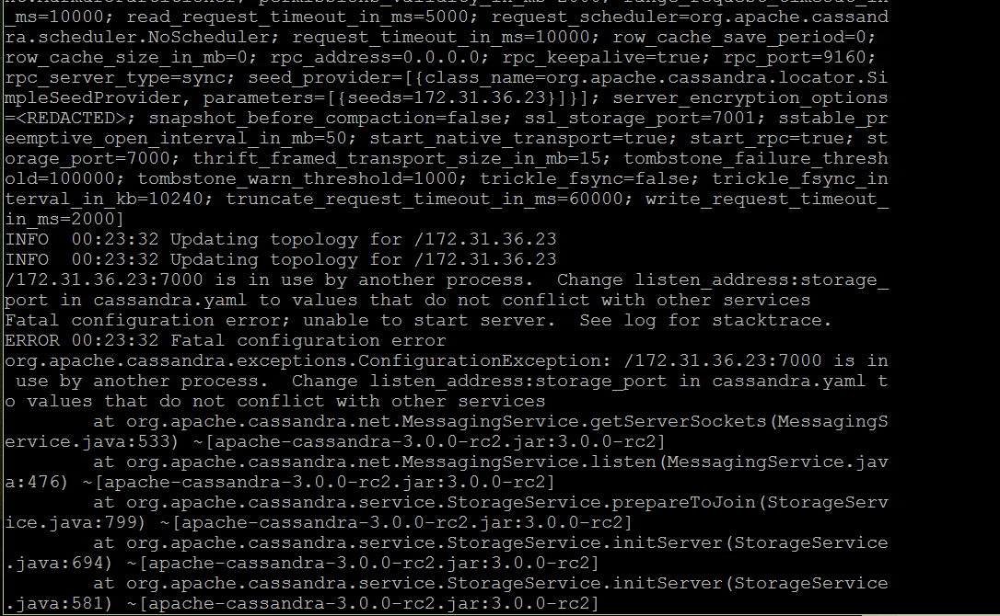 _ms=10000; read_request_timeout_in_ms=5000; request_scheduler=org.apache.cassand
ra.scheduler.NoScheduler; request_timeout_in_ms=10000; row_cache_save_period=0;
row_cache_size_in_mb=0; rpc_address=0.0.0.0; rpc_keepalive=true; rpc_port=9160;
rpc_server_type=sync; seed_provider=[{class_name=org.apache.cassandra.locator.Si
mpleSeedProvider, parameters=[{seeds=172.31.36.23}]}]; server_encryption_options
=<REDACTED>; snapshot_before_compaction=false; ssl_storage_port=7001; sstable_pr
eemptive_open_interval_in_mb=50; start_native_transport=true; start_rpc=true; st
orage_port=7000; thrift_framed_transport_size_in_mb=15; tombstone_failure_thresh
old=100000; tombstone_warn_threshold=1000; trickle_fsync=false; trickle_fsync_in
terval_in_kb=10240; truncate_request_timeout_in_ms=60000; write_request_timeout_
in_ms=2000]
INFO  00:23:32 Updating topology for /172.31.36.23
INFO  00:23:32 Updating topology for /172.31.36.23
/172.31.36.23:7000 is in use by another process.  Change listen_address:storage_
port in cassandra.yaml to values that do not conflict with other services
Fatal configuration error; unable to start server.  See log for stacktrace.
ERROR 00:23:32 Fatal configuration error
org.apache.cassandra.exceptions.ConfigurationException: /172.31.36.23:7000 is in
 use by another process.  Change listen_address:storage_port in cassandra.yaml t
o values that do not conflict with other services
        at org.apache.cassandra.net.MessagingService.getServerSockets(MessagingS
ervice.java:533) ~[apache-cassandra-3.0.0-rc2.jar:3.0.0-rc2]
        at org.apache.cassandra.net.MessagingService.listen(MessagingService.jav
a:476) ~[apache-cassandra-3.0.0-rc2.jar:3.0.0-rc2]
        at org.apache.cassandra.service.StorageService.prepareToJoin(StorageServ
ice.java:799) ~[apache-cassandra-3.0.0-rc2.jar:3.0.0-rc2]
        at org.apache.cassandra.service.StorageService.initServer(StorageService
.java:694) ~[apache-cassandra-3.0.0-rc2.jar:3.0.0-rc2]
        at org.apache.cassandra.service.StorageService.initServer(StorageService
.java:581) ~[apache-cassandra-3.0.0-rc2.jar:3.0.0-rc2]